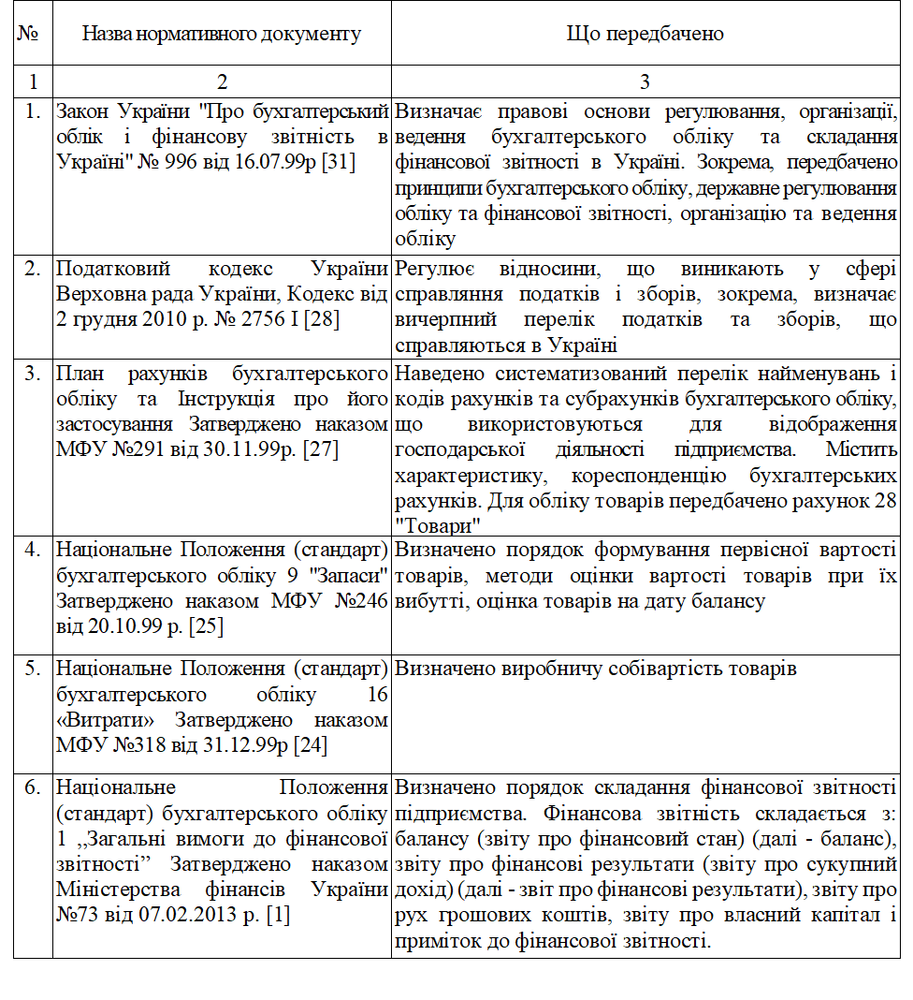 № Назва нормативного документу Що передбачено
1 2 3
1. Закон України "Про бухгалтерський
облік і фінансову звітність в
Україні" № 996 від 16.07.99р [31]
Визначає правові основи регулювання, організації,
ведення бухгалтерського обліку та складання
фінансової звітності в Україні. Зокрема, передбачено
принципи бухгалтерського обліку, державне регулювання
обліку та фінансової звітності, організацію та ведення
обліку
2. Податковий кодекс України
Верховна рада України, Кодекс від
2 грудня 2010 р. № 2756 I [28]
Регулює відносини, що виникають у сфері
справляння податків і зборів, зокрема, визначає
вичерпний перелік податків та зборів, що
справляються в Україні
3. План рахунків бухгалтерського
обліку та Інструкція про його
застосування Затверджено наказом
МФУ №291 від 30.11.99р. [27]
Наведено систематизований перелік найменувань і
кодів рахунків та субрахунків бухгалтерського обліку,
що використовуються для відображення
господарської діяльності підприємства. Містить
характеристику, кореспонденцію бухгалтерських
рахунків. Для обліку товарів передбачено рахунок 28
"Товари"
4. Національне Положення (стандарт)
бухгалтерського обліку 9 "Запаси"
Затверджено наказом МФУ №246
від 20.10.99 р. [25]
Визначено порядок формування первісної вартості
товарів, методи оцінки вартості товарів при їх
вибутті, оцінка товарів на дату балансу
5. Національне Положення (стандарт)
бухгалтерського обліку 16
«Витрати» Затверджено наказом
МФУ №318 від 31.12.99р [24]
Визначено виробничу собівартість товарів
6. Національне Положення
(стандарт) бухгалтерського обліку
1 ,,Загальні вимоги до фінансової
звітності” Затверджено наказом
Міністерства фінансів України
№73 від 07.02.2013 р. [1]
Визначено порядок складання фінансової звітності
підприємства. Фінансова звітність складається з:
балансу (звіту про фінансовий стан) (далі - баланс),
звіту про фінансові результати (звіту про сукупний
дохід) (далі - звіт про фінансові результати), звіту про
рух грошових коштів, звіту про власний капітал і
приміток до фінансової звітності.